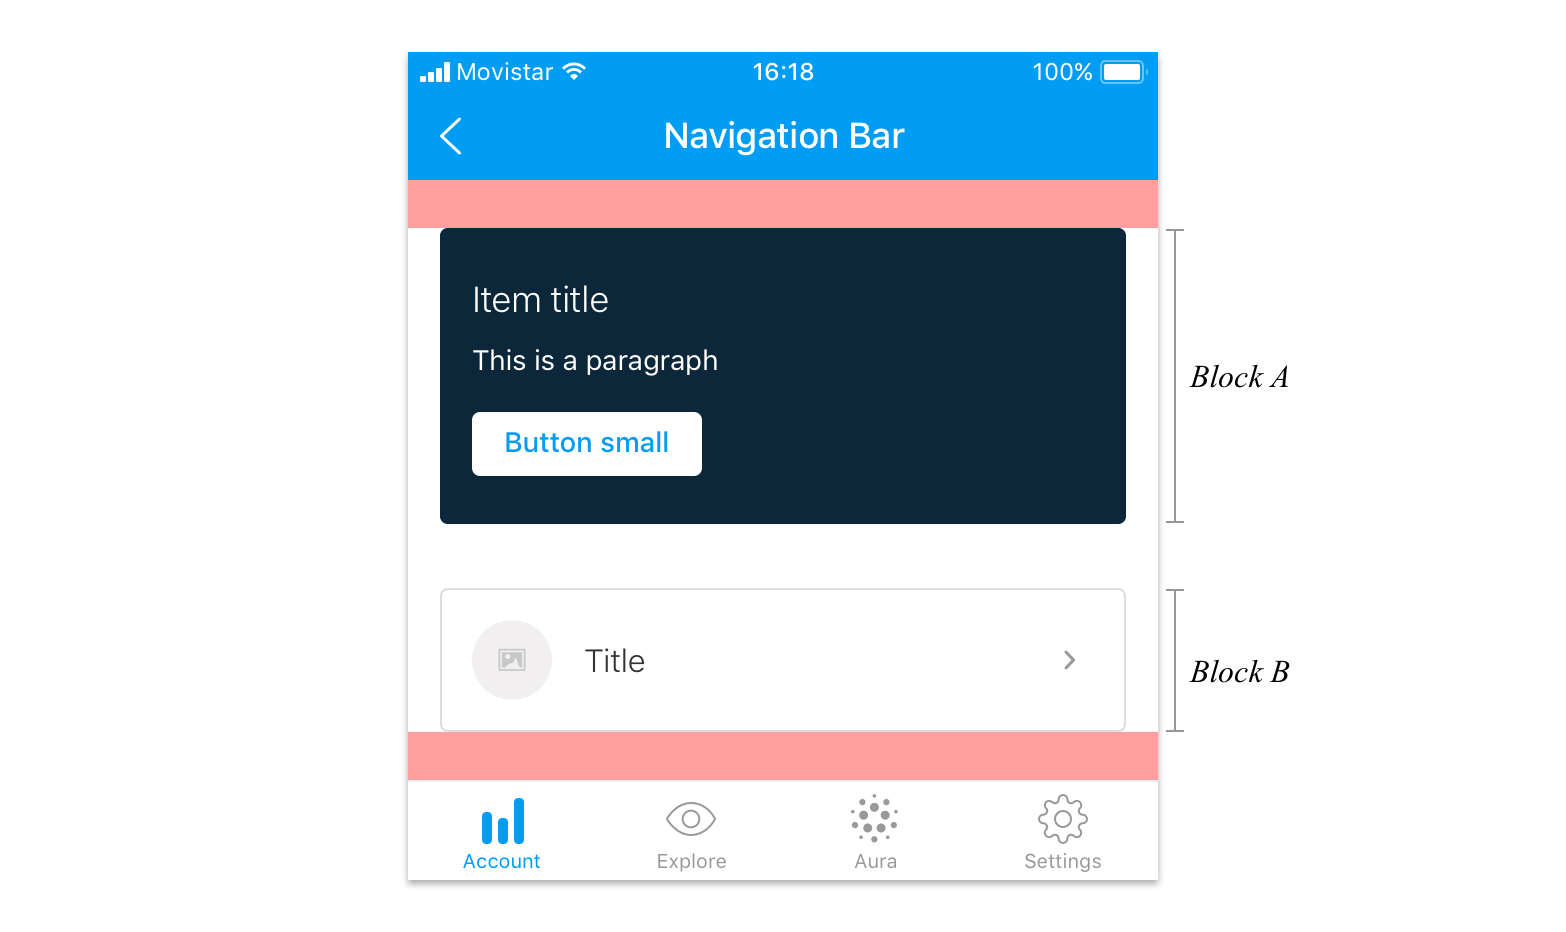 Movistar 16:18 100%
Navigation Bar
Item title
This is a paragraph
Block A
Button small
Title
Block B
Account Explore Aura Settings